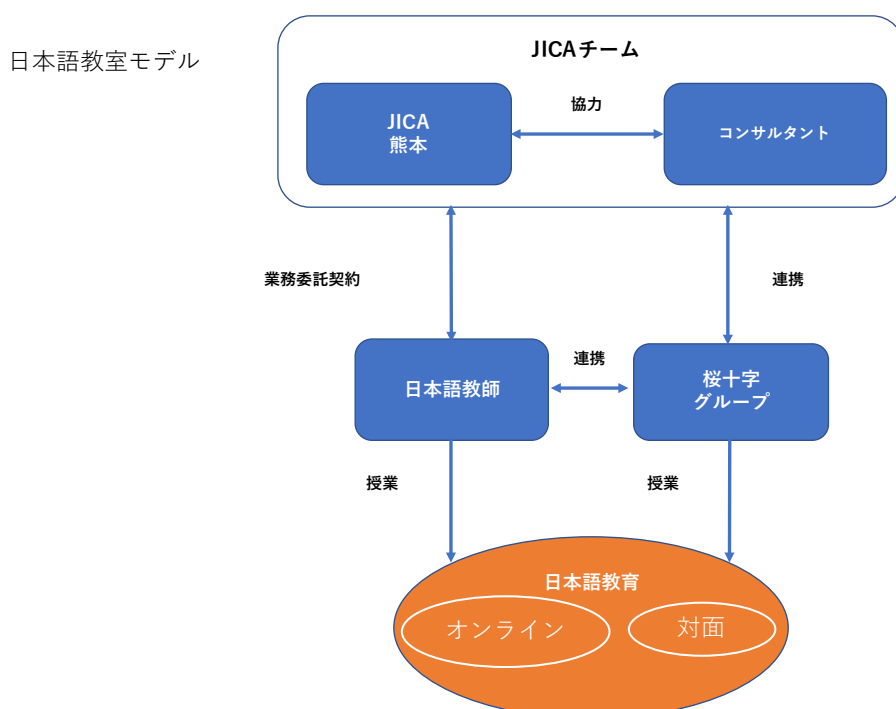 日本語教室モデル
JICAチーム
JICA
熊本
協力
コンサルタント
業務委託契約
連携
日本語教師
連携
桜十字
グループ
授業
授業
日本語教育
オンライン
対面